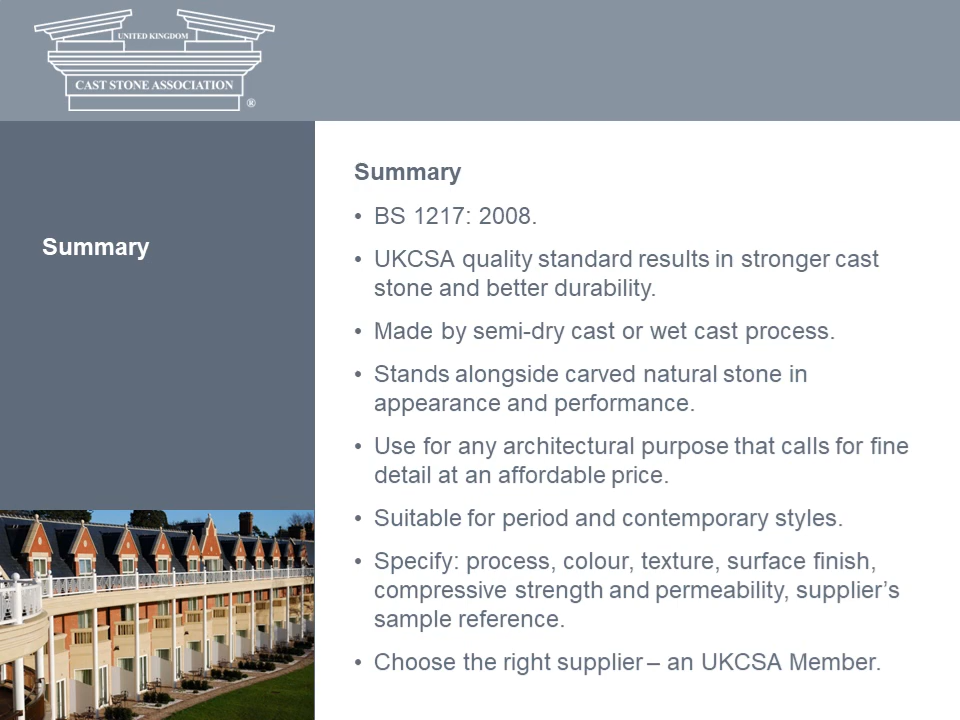 UNITED KINGDOM
CAST STONE ASSOCIATION
®
Summary
Summary
• BS 1217: 2008.
• UKCSA quality standard results in stronger cast
stone and better durability.
• Made by semi-dry cast or wet cast process.
• Stands alongside carved natural stone in
appearance and performance.
• Use for any architectural purpose that calls for fine
detail at an affordable price.
• Suitable for period and contemporary styles.
• Specify: process, colour, texture, surface finish,
compressive strength and permeability, supplier’s
sample reference.
• Choose the right supplier – an UKCSA Member.